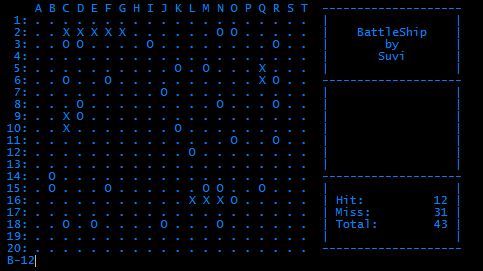 A B C D E F G H I J K L M N O P Q R S T
1: . . . . . . . . . . . . . . . . . . . .
2: . . X X X X X . . . . . . O O . . . . .
BattleShip
3: . . O O . . . . O . . . . . . . . O . .
by
4: . . . . . . . . . . . . . . . . . . . .
Suvi
5: . . . . . . . . . . O . O . . . X . . .
6: . . O . . O . . . . . . . . . . X O . .
7: . . . . . . . . . O . . . . . . . . . .
8: . . . O . . . . . . . . . O . . . O . .
9: . . X O . . . . . . . . . . . . . . . .
10: . . X . . . . . . . O . . . . . . . . .
11: . . . . . . . . . . . . . . O . . O . .
12: . . . . . . . . . . . O . . . . . . . .
13: . . . . . . . . . . . . . . . . . . . .
14: . O . . . . . . . . . . . . . . . . . .
15: . O . . . O . . . . . . O O . . O . . .
16: . . . . . . . . . . . X X X O . . . . .
Hit: 12
17: . . . . . . . . . . . . . . . . . . . .
Miss: 31
18: . . O . O . . . . O . . . O . . . . . .
Total: 43
19: . . . . . . . . . . . . . . . . . . . .
20: . . . . . . . . . . . . . . . . . . . .
B-12